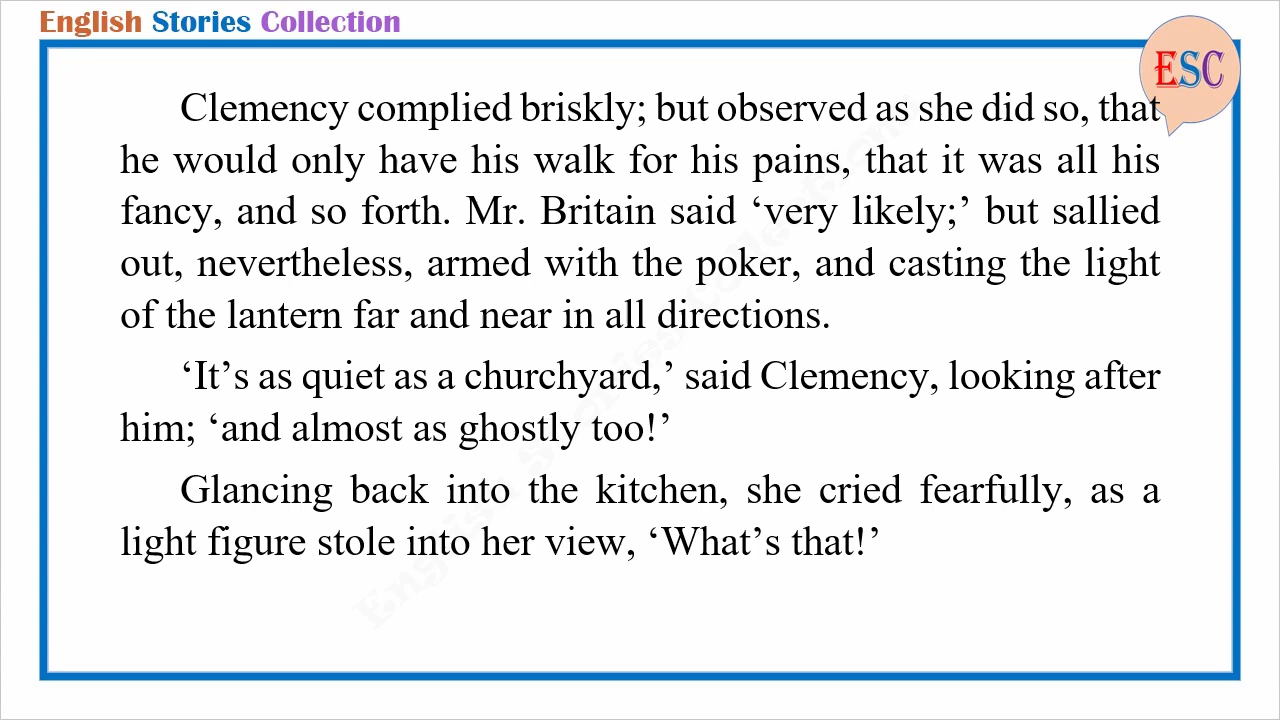 English Stories Collection
ESC
Clemency complied briskly; but observed as she did so, that
he would only have his walk for his pains, that it was all his
fancy, and so forth. Mr. Britain said ‘very likely;’ but sallied
out, nevertheless, armed with the poker, and casting the light
of the lantern far and near in all directions.
‘It’s as quiet as a churchyard,’ said Clemency, looking after
him; ‘and almost as ghostly too!’
Glancing back into the kitchen, she cried fearfully, as a
light figure stole into her view, ‘What’s that!’
English Stories Collection